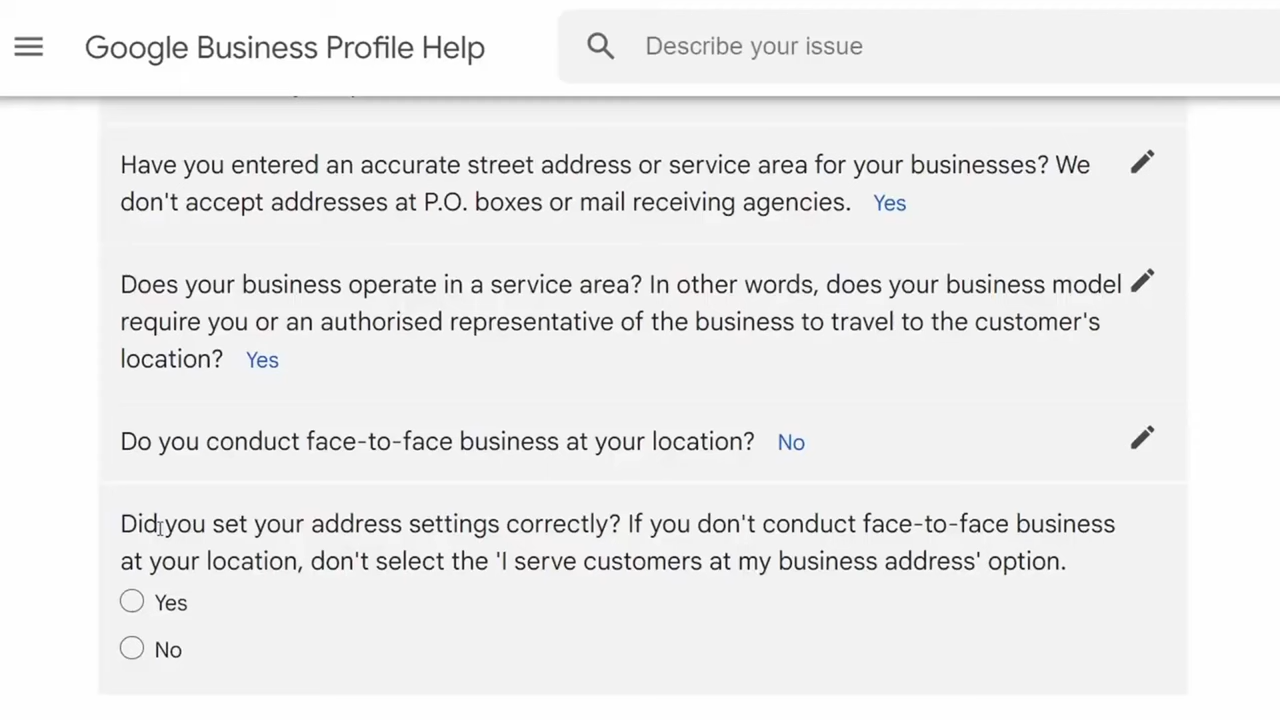 Google Business Profile Help
Describe your issue
Have you entered an accurate street address or service area for your businesses? We
don't accept addresses at P.O. boxes or mail receiving agencies. Yes
Does your business operate in a service area? In other words, does your business model
require you or an authorised representative of the business to travel to the customer's
location? Yes
Do you conduct face-to-face business at your location? No
Did you set your address settings correctly? If you don't conduct face-to-face business
at your location, don't select the 'I serve customers at my business address' option.
Yes
No